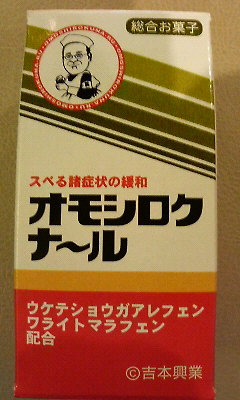 総合お菓子
OMOSHIROKUNA~RU
スベる諸症状の緩和
オモシロク
ナ〜ル
ウケテショウガアレフェン
ワライトマラフェン
配合
©吉本興業